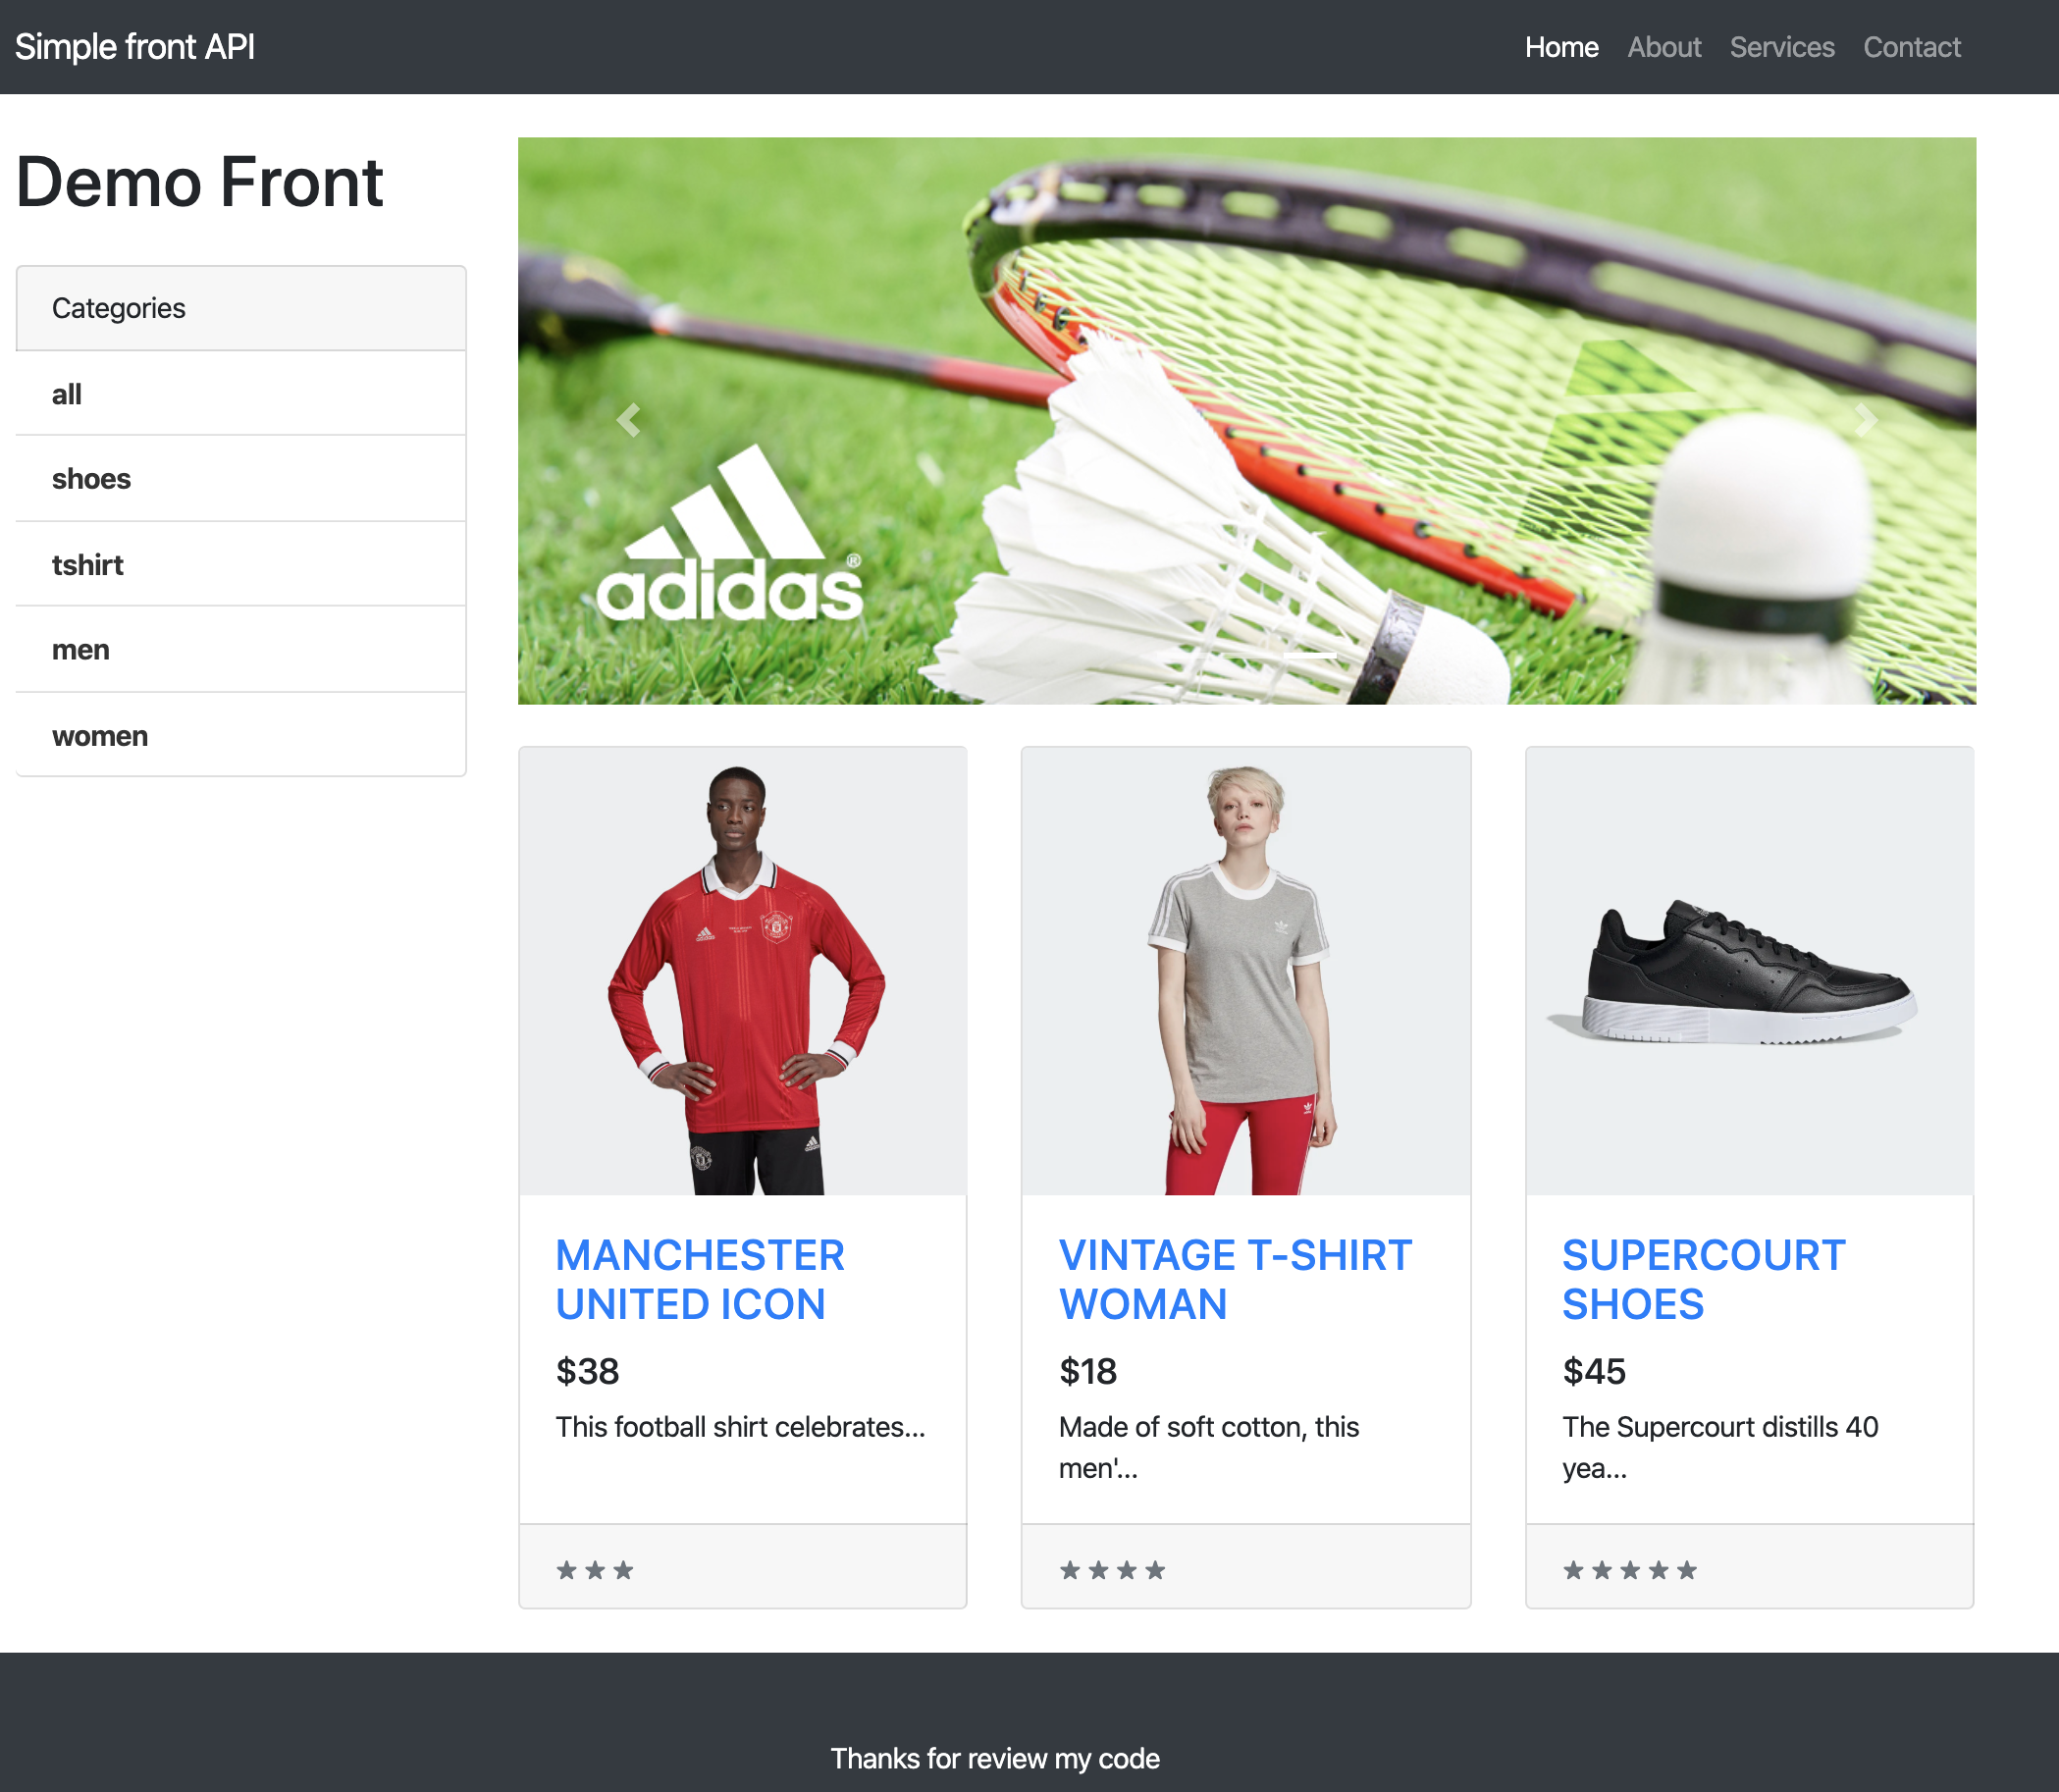 Simple front API
Home About Services Contact
Demo Front
Categories
all
shoes
tshirt
men
women
adidas®
MANCHESTER
UNITED ICON
$38
This football shirt celebrates...
★ ★ ★
VINTAGE T-SHIRT
WOMAN
$18
Made of soft cotton, this
men'...
★ ★ ★ ★
SUPERCOURT
SHOES
$45
The Supercourt distills 40
yea...
★ ★ ★ ★ ★
Thanks for review my code